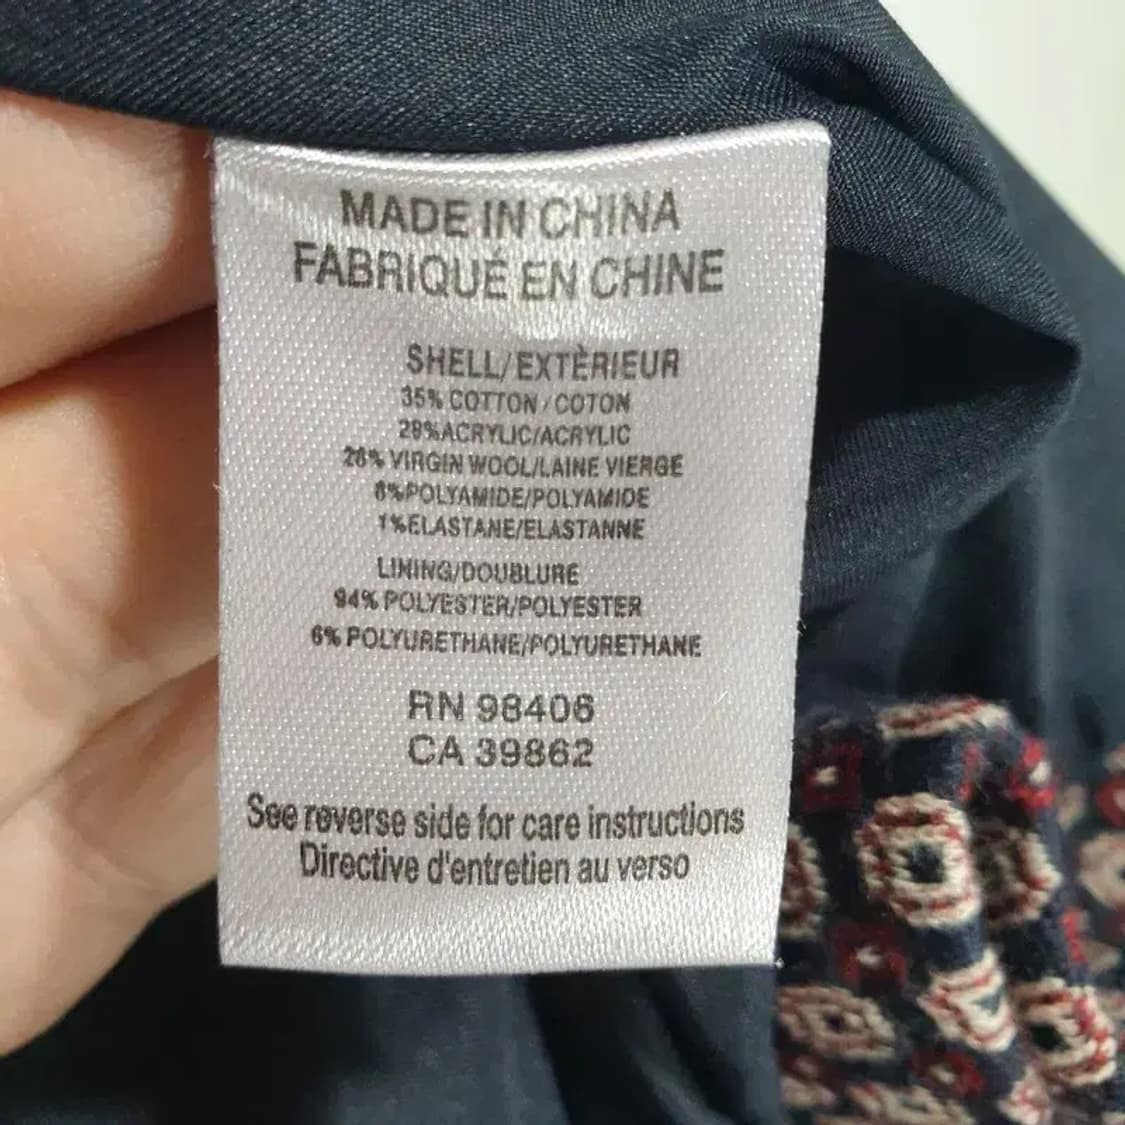 MADE IN CHINA
FABRIQUÉ EN CHINE
SHELL/EXTÈRIEUR
35% COTTON/COTON
28%ACRYLIC/ACRYLIC
28% VIRGIN WOOL/LAINE VIERGE
8%POLYAMIDE/POLYAMIDE
1%ELASTANE/ELASTANNE
LINING/DOUBLURE
94% POLYESTER/POLYESTER
6% POLYURETHANE/POLYURETHANE
RN 98406
CA 39862
See reverse side for care instructions
Directive d'entretien au verso